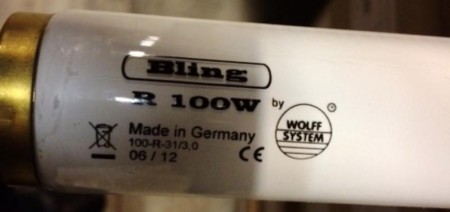 Bling
R 100W by
WOLFF
SYSTEM
Made in Germany
100-R-31/3,0
06 / 12 CE